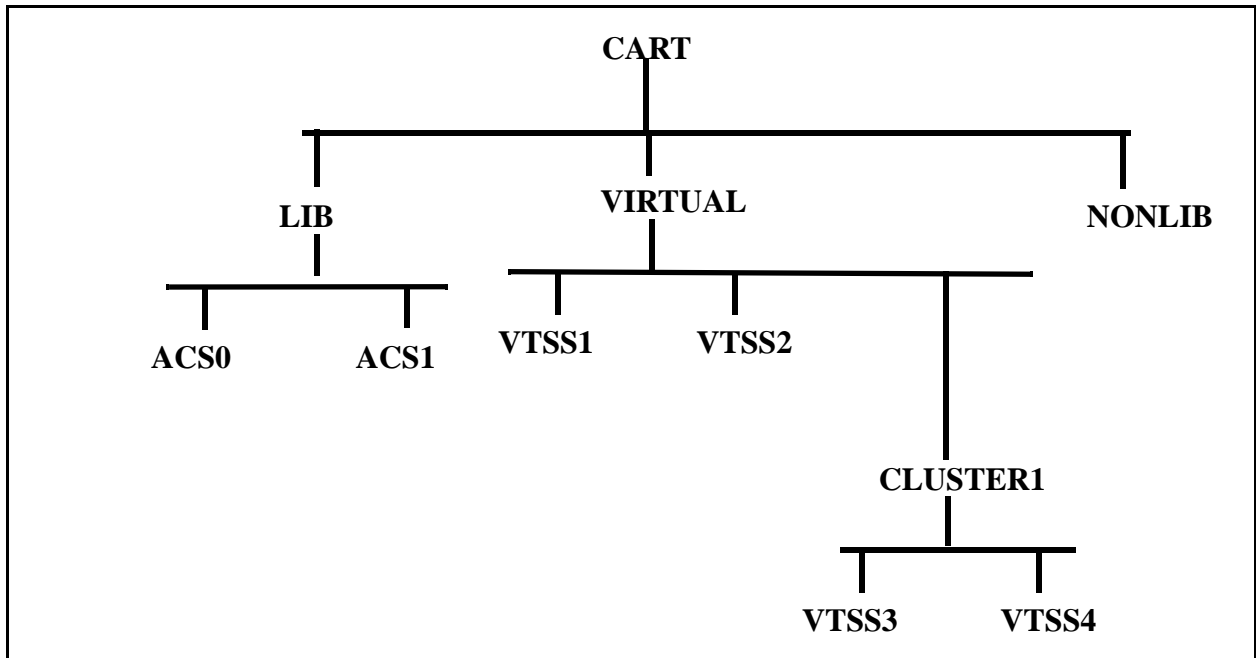 CART
LIB
VIRTUAL
NONLIB
ACS0
ACS1
VTSS1
VTSS2
CLUSTER1
VTSS3
VTSS4